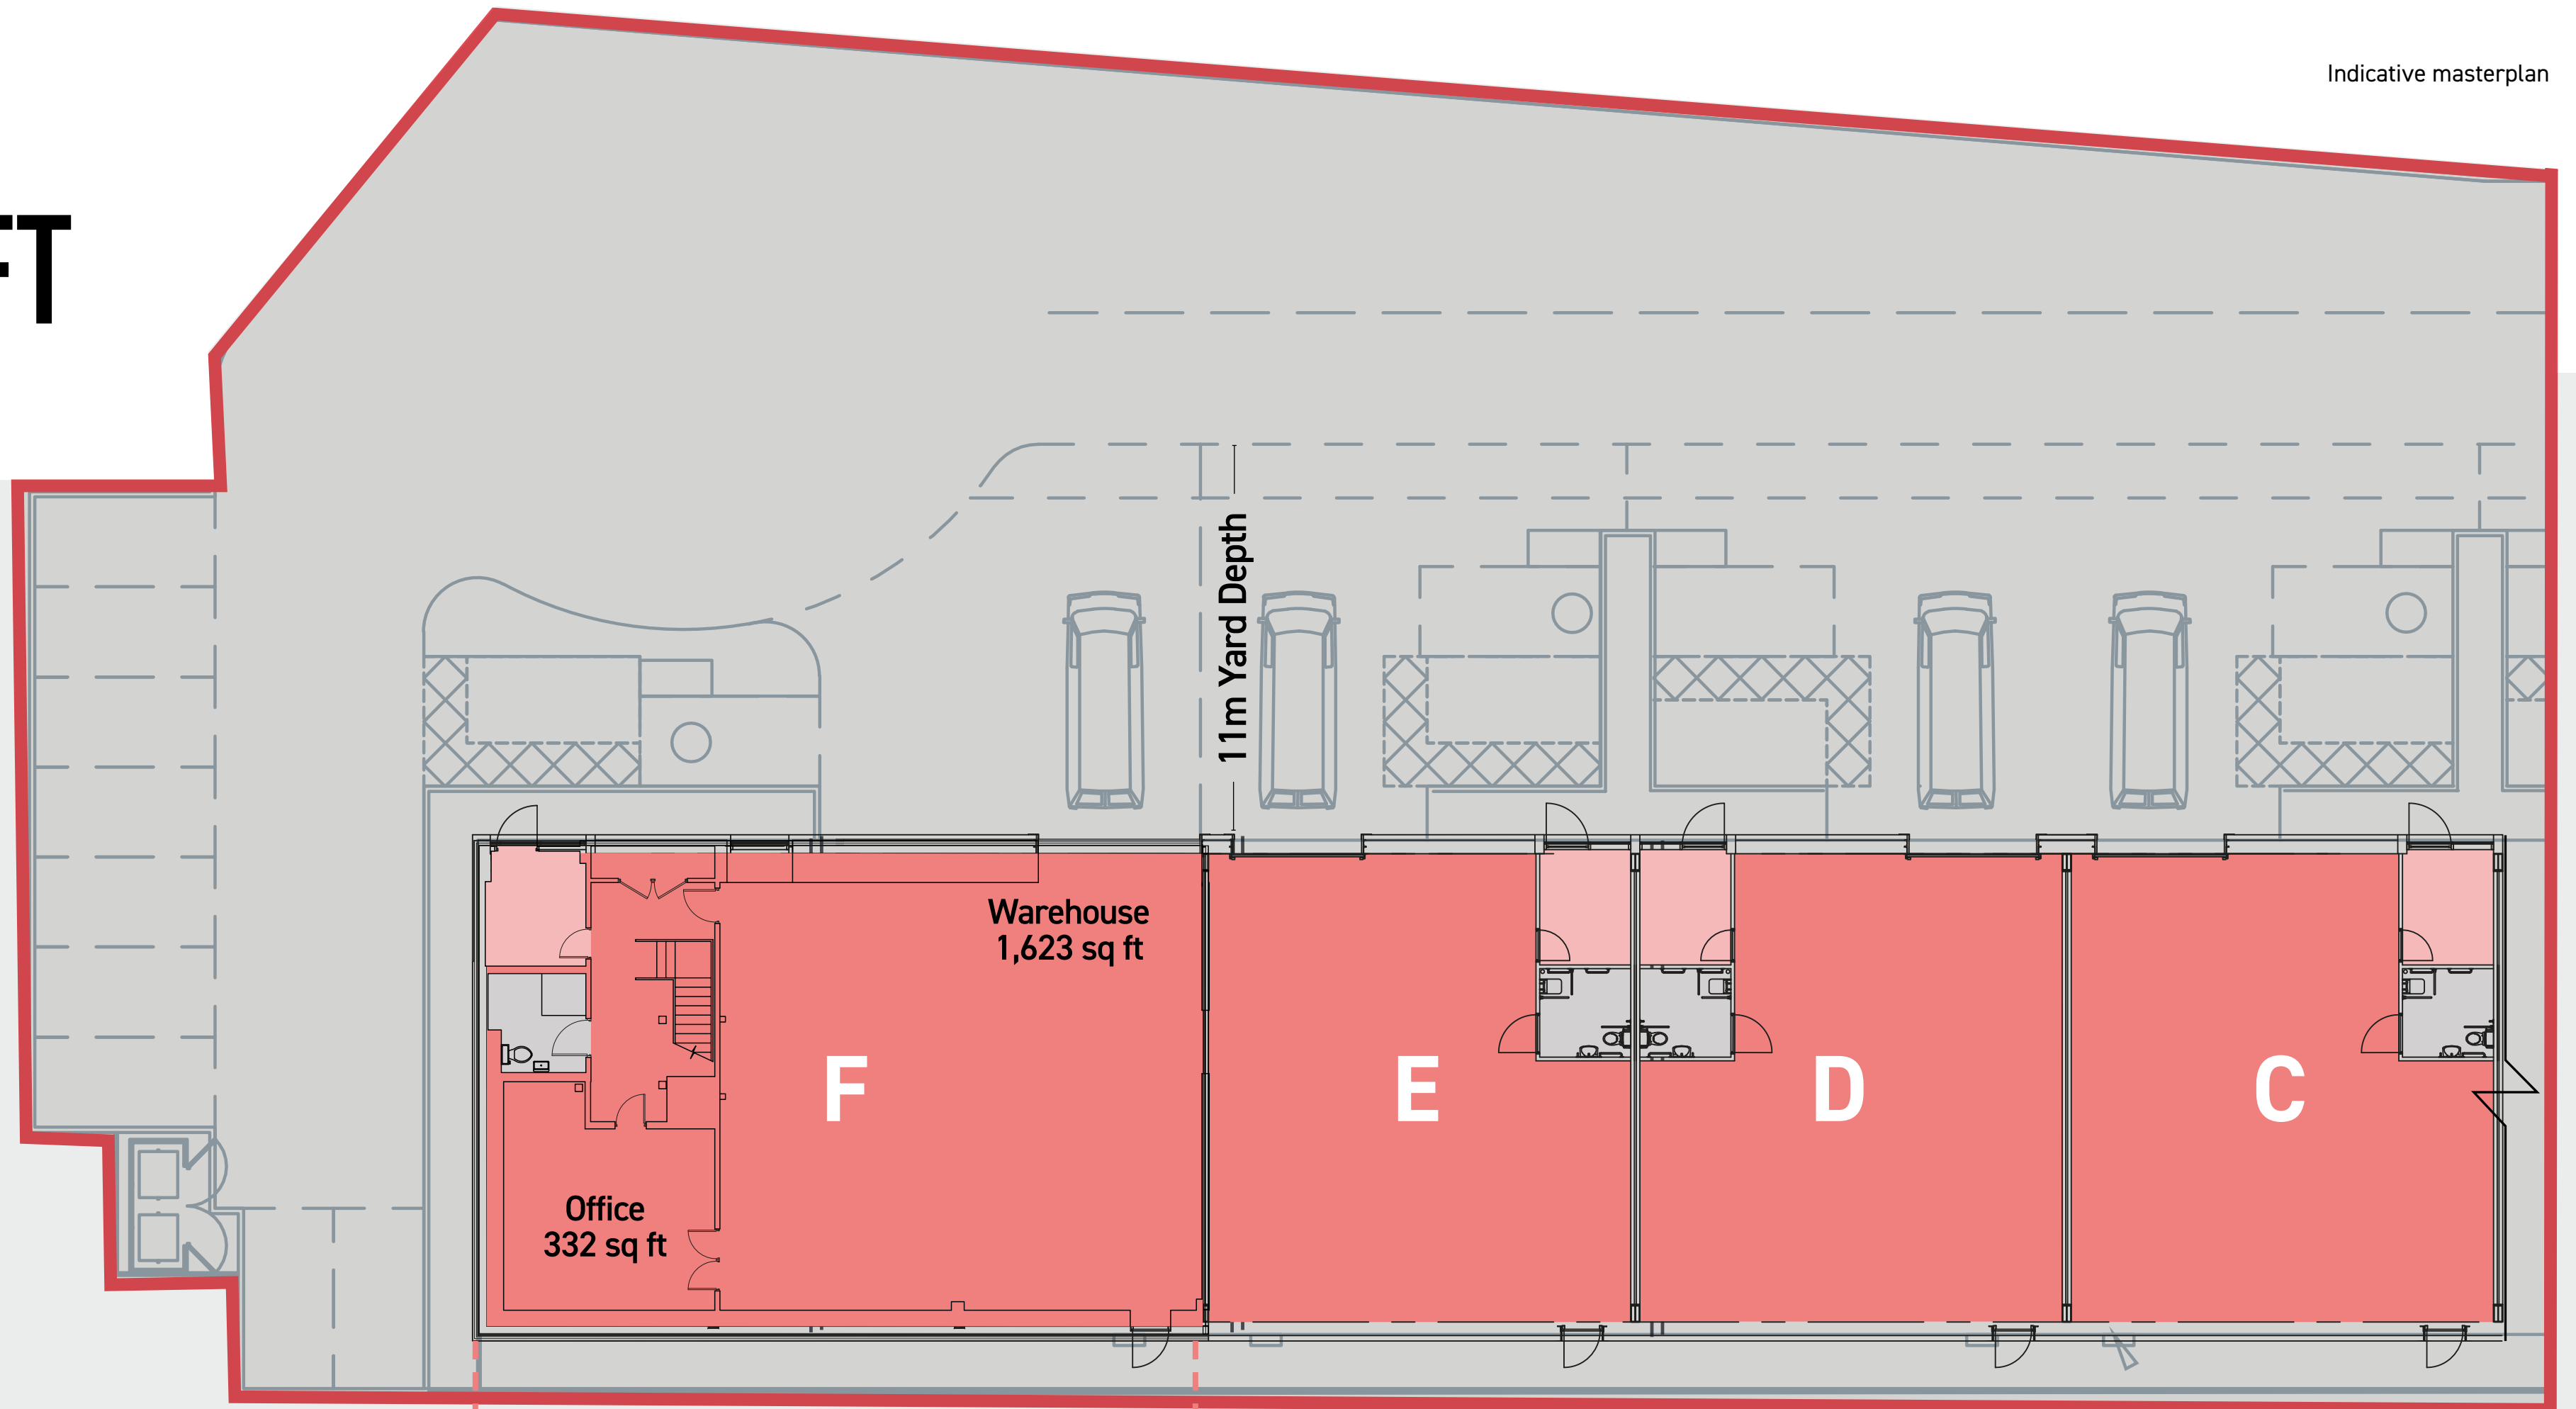 Indicative masterplan
FT
11m Yard Depth
Warehouse
1,623 sq ft
F
E
D
C
Office
332 sq ft